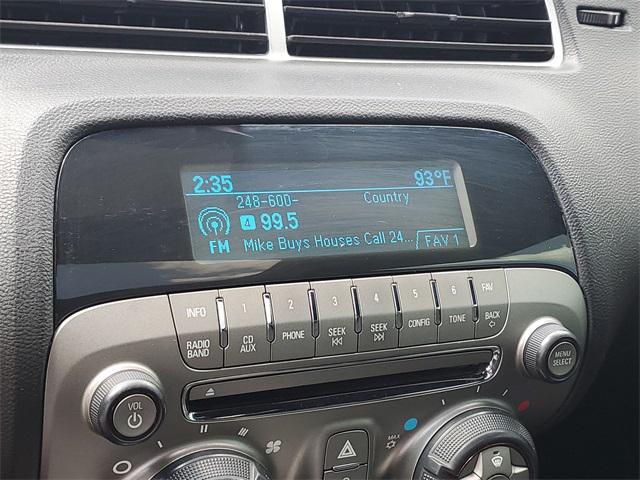 2:35 93°F
248-600- Country
4 99.5
FM Mike Buys Houses Call 24... FAV 1
INFO 1 2 3 4 5 6 FAV
RADIO BAND CD AUX PHONE SEEK SEEK CONFIG TONE BACK
VOL
MENU SELECT
MAX